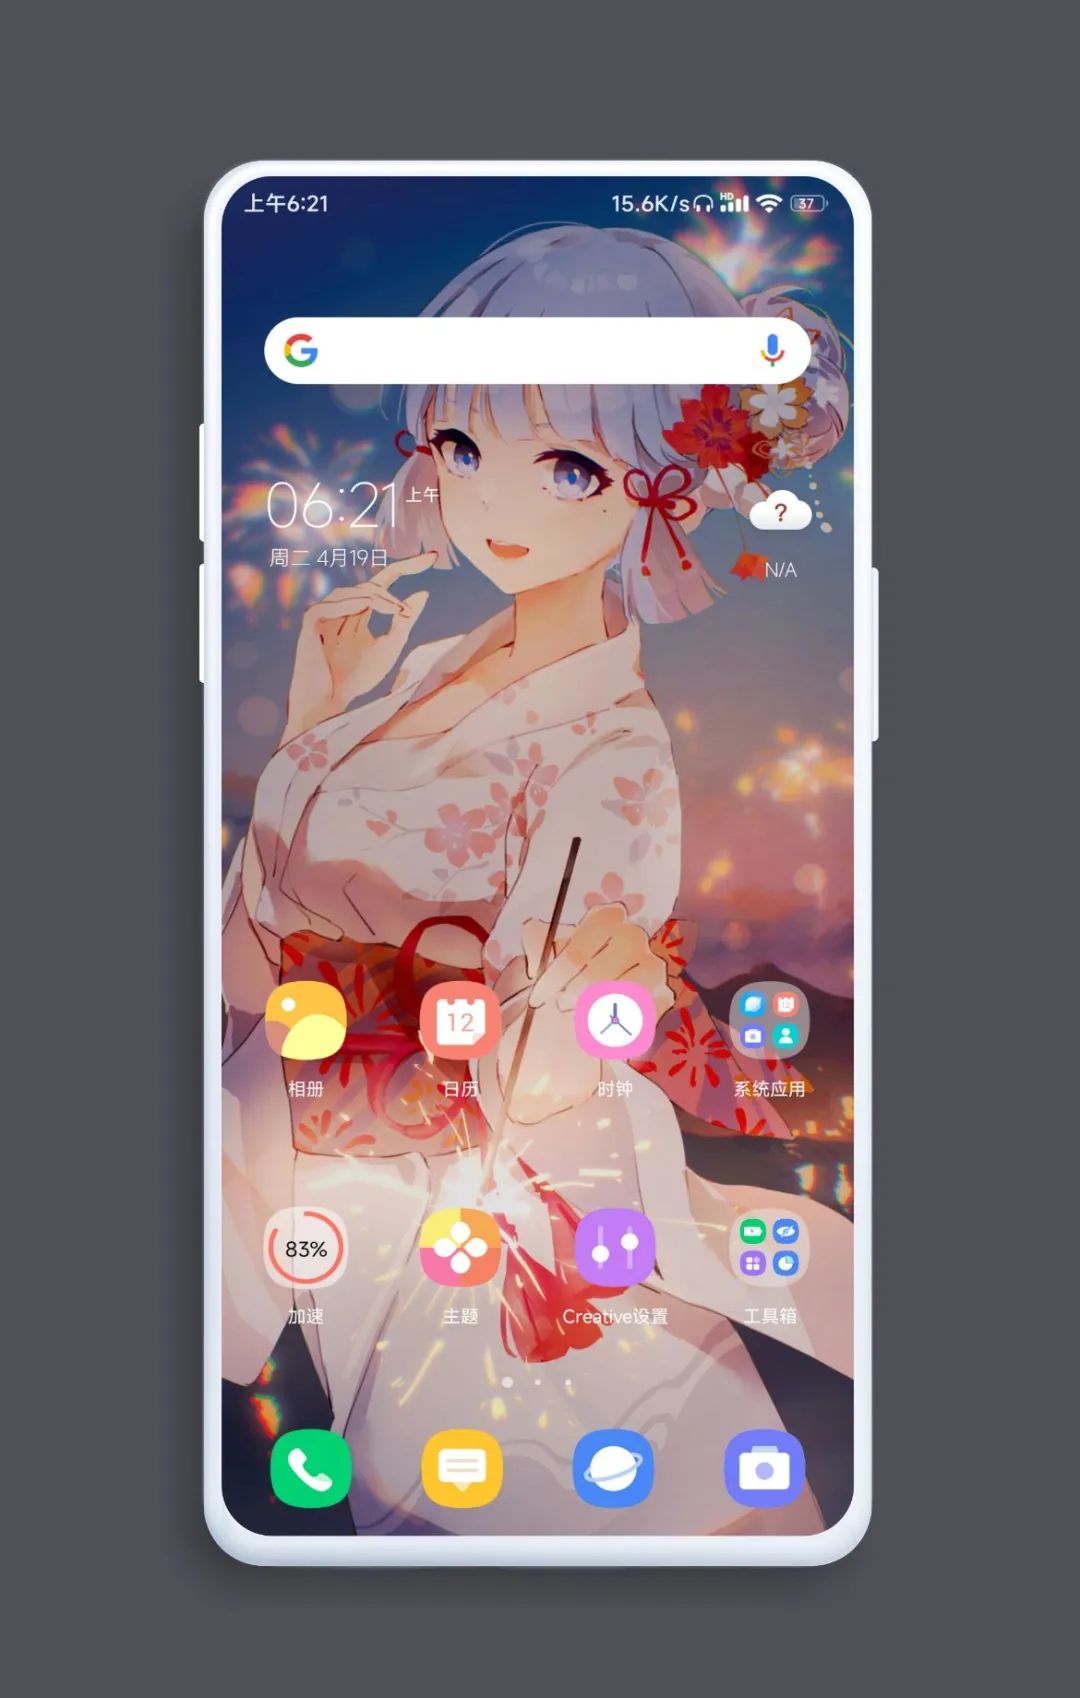 上午6:21
15.6K/s HD 37
06:21 上午
周二 4月19日
?
N/A
12
相册 日历 时钟 系统应用
83%
加速 主题 Creative设置 工具箱